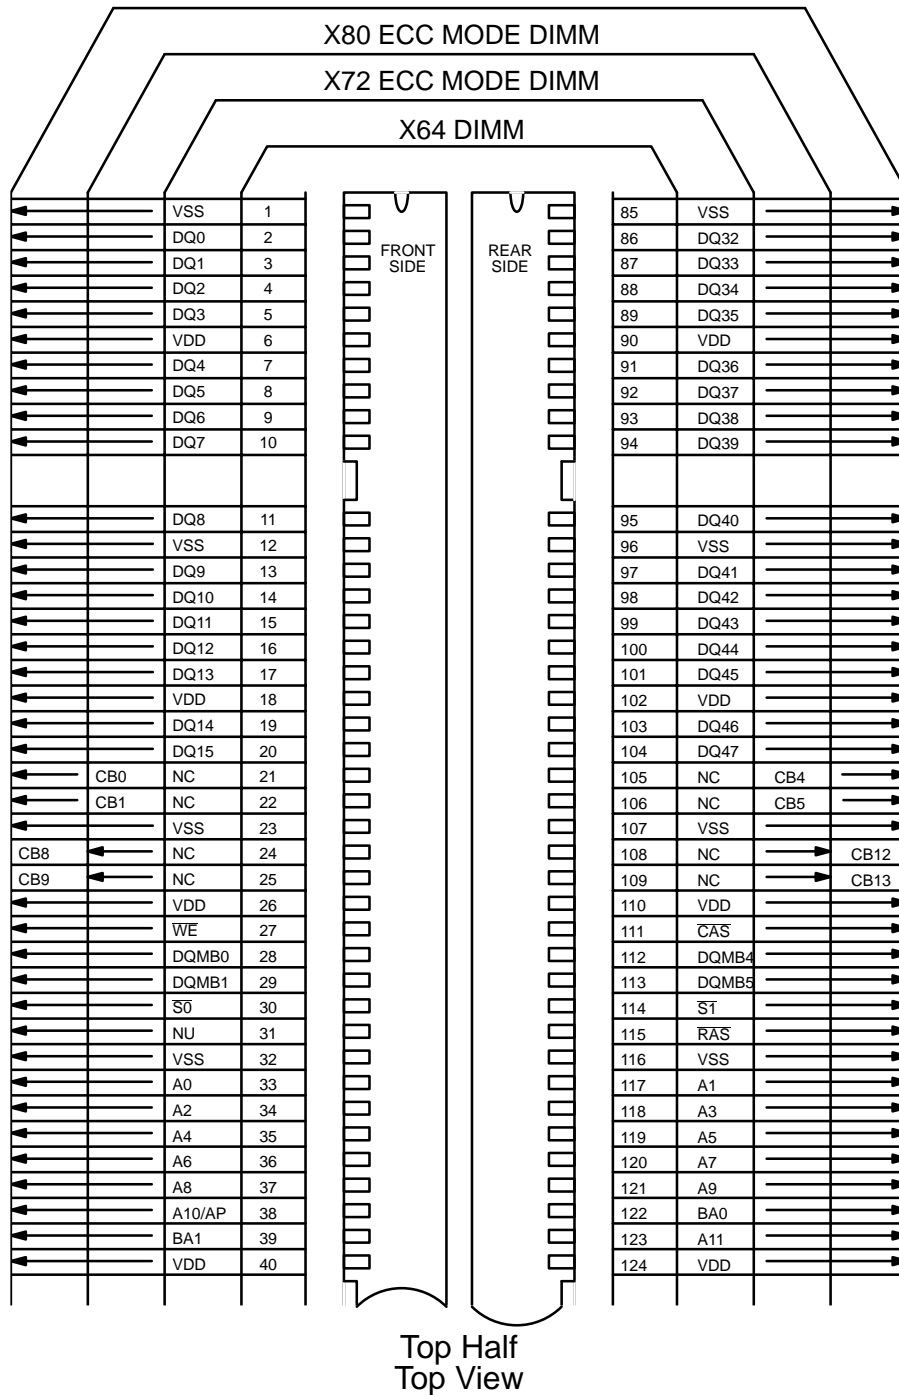 X80 ECC MODE DIMM
X72 ECC MODE DIMM
X64 DIMM
FRONT SIDE
REAR SIDE
VSS 1 85 VSS
DQ0 2 86 DQ32
DQ1 3 87 DQ33
DQ2 4 88 DQ34
DQ3 5 89 DQ35
VDD 6 90 VDD
DQ4 7 91 DQ36
DQ5 8 92 DQ37
DQ6 9 93 DQ38
DQ7 10 94 DQ39
DQ8 11 95 DQ40
VSS 12 96 VSS
DQ9 13 97 DQ41
DQ10 14 98 DQ42
DQ11 15 99 DQ43
DQ12 16 100 DQ44
DQ13 17 101 DQ45
VDD 18 102 VDD
DQ14 19 103 DQ46
DQ15 20 104 DQ47
CB0 NC 21 105 NC CB4
CB1 NC 22 106 NC CB5
VSS 23 107 VSS
CB8 NC 24 108 NC CB12
CB9 NC 25 109 NC CB13
VDD 26 110 VDD
W̅E̅ 27 111 C̅A̅S̅
DQMB0 28 112 DQMB4
DQMB1 29 113 DQMB5
S̅0̅ 30 114 S̅1̅
NU 31 115 R̅A̅S̅
VSS 32 116 VSS
A0 33 117 A1
A2 34 118 A3
A4 35 119 A5
A6 36 120 A7
A8 37 121 A9
A10/AP 38 122 BA0
BA1 39 123 A11
VDD 40 124 VDD
Top Half
Top View